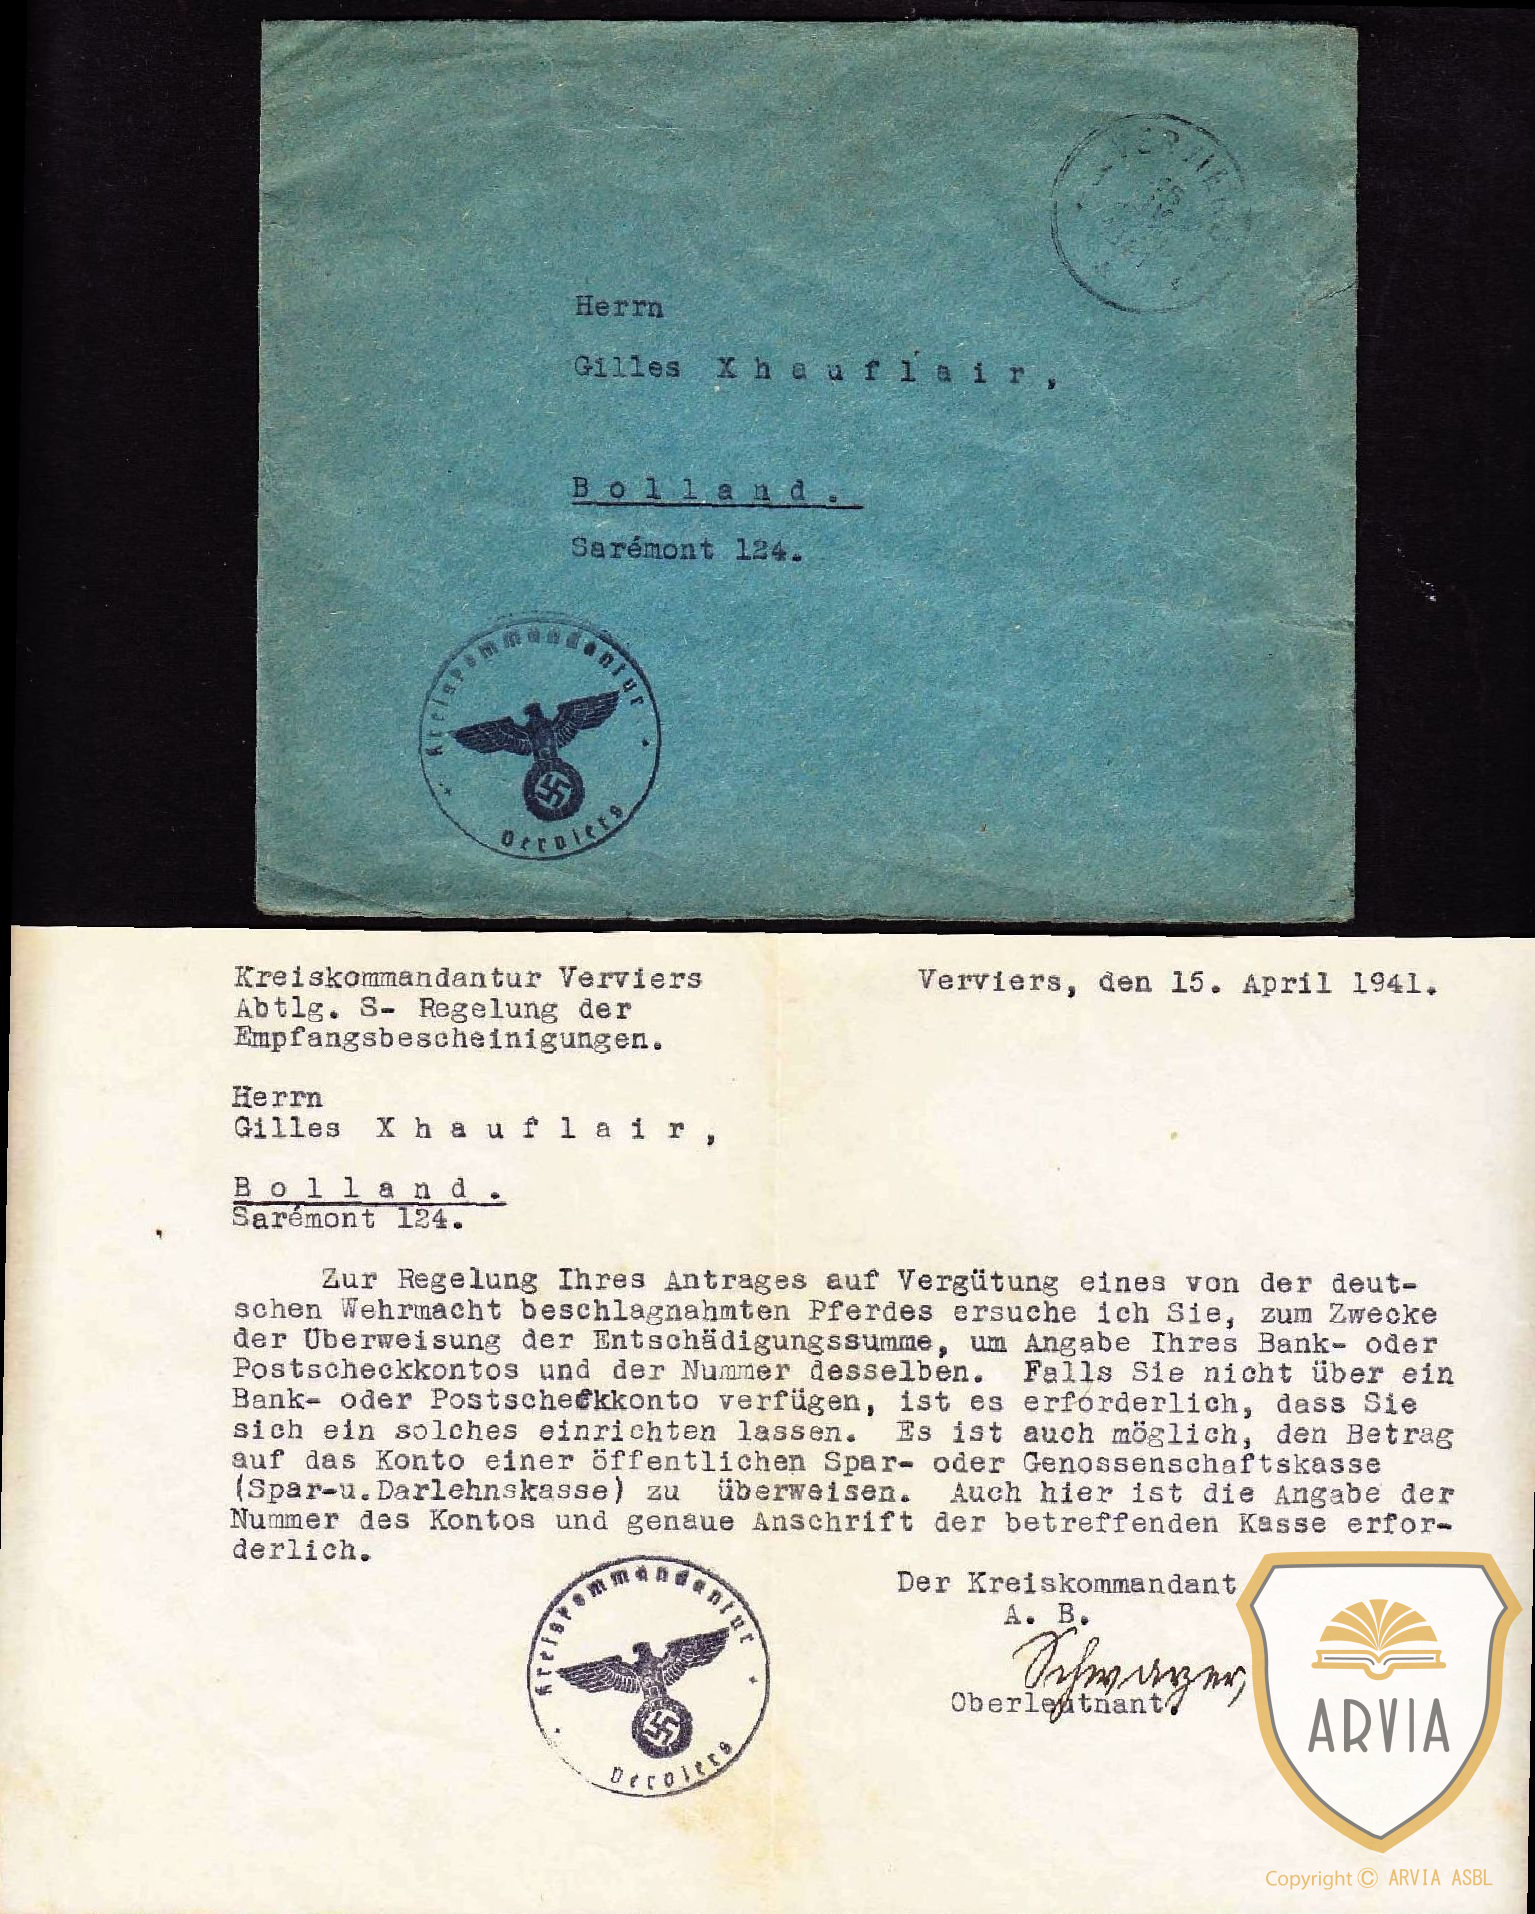 Herrn
Gilles X h a u f l a i r ,
B o l l a n d .
Sarémont 124.
Kreiskommandantur
Verviers
Kreiskommandantur Verviers
Verviers, den 15. April 1941.
Abtlg. S- Regelung der
Empfangsbescheinigungen.
Herrn
Gilles X h a u f l a i r ,
B o l l a n d .
Sarémont 124.
Zur Regelung Ihres Antrages auf Vergütung eines von der deut-
schen Wehrmacht beschlagnahmten Pferdes ersuche ich Sie, zum Zwecke
der Überweisung der Entschädigungssumme, um Angabe Ihres Bank- oder
Postscheckkontos und der Nummer desselben. Falls Sie nicht über ein
Bank- oder Postscheckkonto verfügen, ist es erforderlich, dass Sie
sich ein solches einrichten lassen. Es ist auch möglich, den Betrag
auf das Konto einer öffentlichen Spar- oder Genossenschaftskasse
(Spar-u.Darlehnskasse) zu überweisen. Auch hier ist die Angabe der
Nummer des Kontos und genaue Anschrift der betreffenden Kasse erfor-
derlich.
Der Kreiskommandant
A. B.
Oberleutnant.
Kreiskommandantur
Verviers
ARVIA
Copyright © ARVIA ASBL